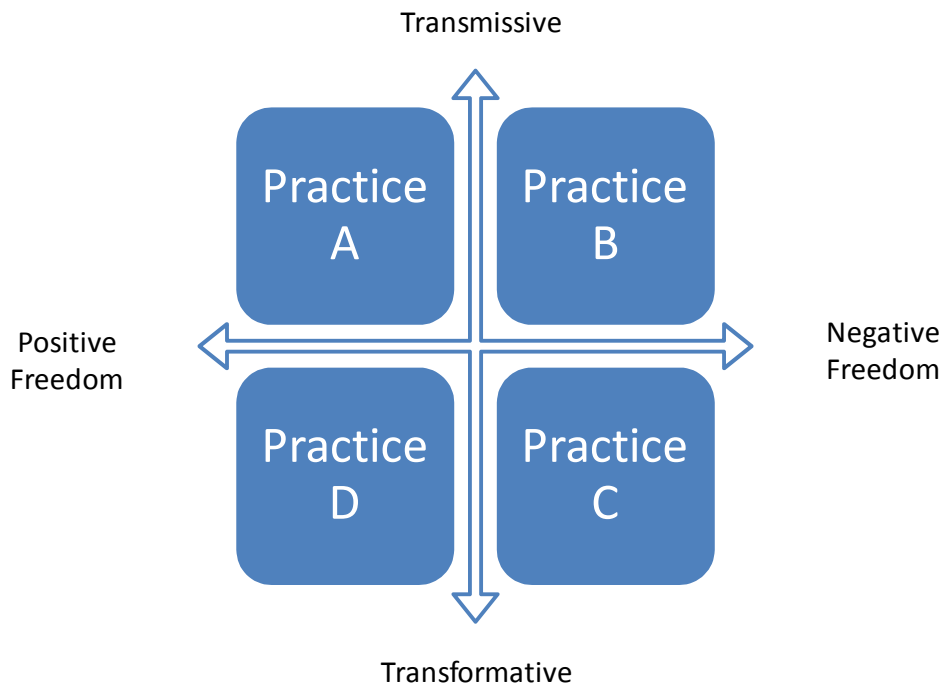 Transmissive
Practice
A
Practice
B
Positive
Freedom
Negative
Freedom
Practice
D
Practice
C
Transformative